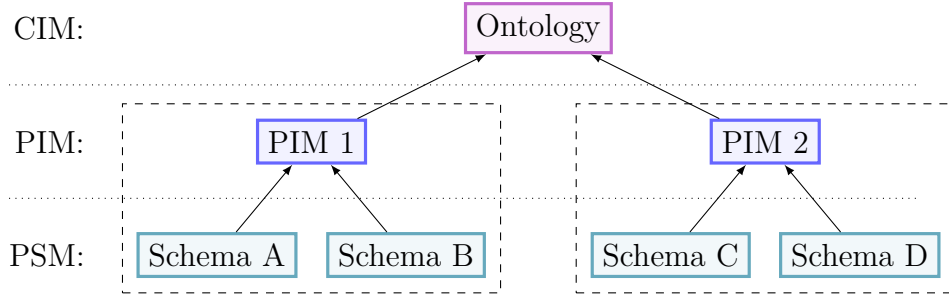 CIM: Ontology
PIM: PIM 1 PIM 2
PSM: Schema A Schema B Schema C Schema D